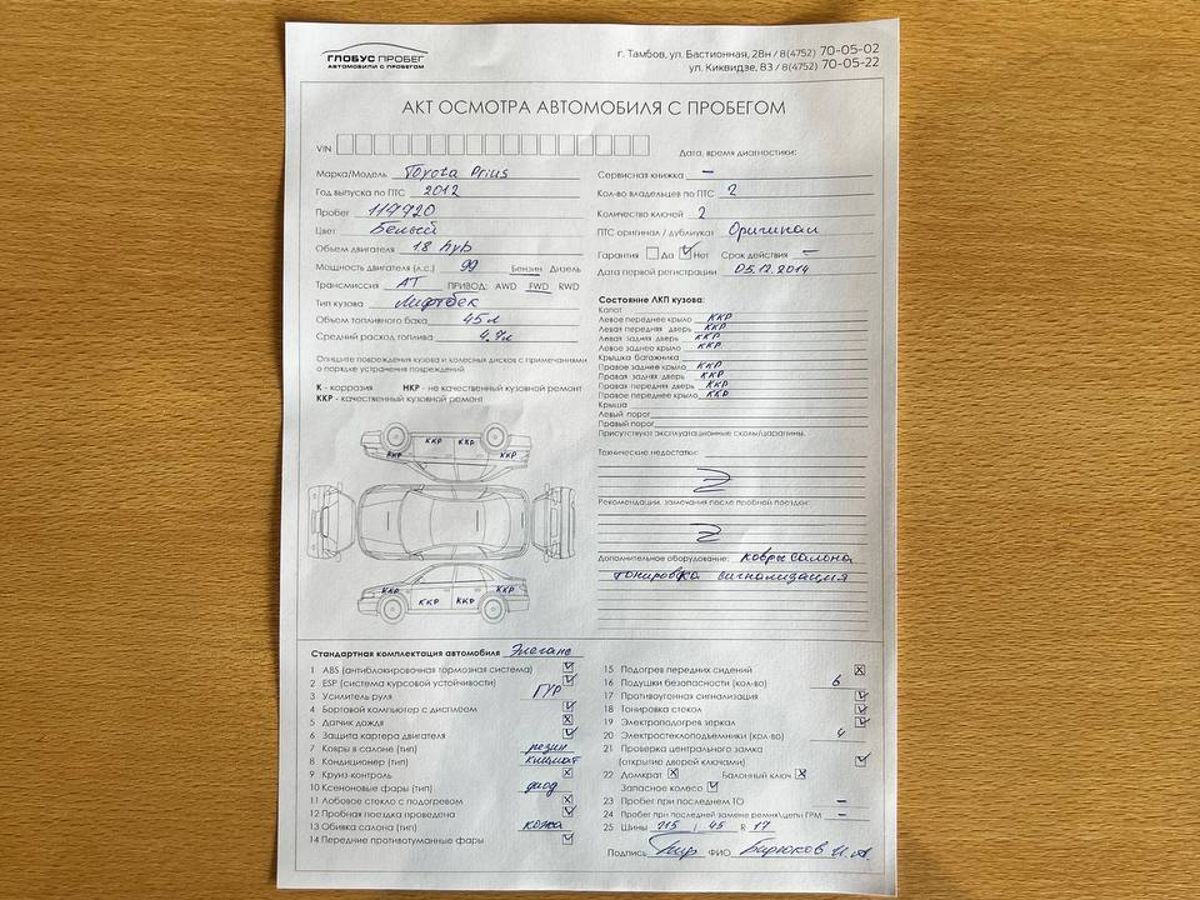 ГЛОБУС ПРОБЕГ
АВТОМОБИЛИ С ПРОБЕГОМ
г. Тамбов, ул. Бастионная, 28н / 8(4752) 70-05-02
ул. Киквидзе, 83 / 8(4752) 70-05-22
АКТ ОСМОТРА АВТОМОБИЛЯ С ПРОБЕГОМ
VIN
Дата, время диагностики:
Марка/Модель Toyota Prius
Год выпуска по ПТС 2012
Пробег 117720
Цвет Белый
Объем двигателя 18 hyb
Мощность двигателя (л.с.) 99 Бензин Дизель
Трансмиссия АТ ПРИВОД: AWD FWD RWD
Тип кузова Лифтбек
Объем топливного бака 45 л
Средний расход топлива 4.7л
Опишите повреждения кузова и колесных дисков с примечаниями
о порядке устранения повреждений
К - коррозия НКР - не качественный кузовной ремонт
ККР - качественный кузовной ремонт
ККР ККР
ККР ККР
ККР ККР
ККР ККР
Сервисная книжка –
Кол-во владельцев по ПТС 2
Количество ключей 2
ПТС оригинал / дубликат Оригинал
Гарантия Да Нет Срок действия –
Дата первой регистрации 05.12.2014
Состояние ЛКП кузова:
Капот
Левое переднее крыло ККР
Левая передняя дверь ККР
Левая задняя дверь ККР
Левое заднее крыло ККР
Крышка багажника
Правое заднее крыло ККР
Правая задняя дверь ККР
Правая передняя дверь ККР
Правое переднее крыло ККР
Крыша
Левый порог
Правый порог
Присутствуют эксплуатационные сколы/царапины.
Технические недостатки:
Рекомендации, замечания после пробной поездки:
Дополнительное оборудование: ковры салона
тонировка сигнализация
Стандартная комплектация автомобиля Элеганс
1 ABS (антиблокировочная тормозная система)
2 ESP (система курсовой устойчивости)
3 Усилитель руля ГУР
4 Бортовой компьютер с дисплеем
5 Датчик дождя
6 Защита картера двигателя
7 Ковры в салоне (тип) резин
8 Кондиционер (тип) климат
9 Круиз контроль
10 Ксеноновые фары (тип) диод
11 Лобовое стекло с подогревом
12 Пробная поездка проведена
13 Обивка салона (тип) кожа
14 Передние противотуманные фары
15 Подогрев передних сидений
16 Подушки безопасности (кол-во) 6
17 Противоугонная сигнализация
18 Тонировка стекол
19 Электроподогрев зеркал
20 Электростеклоподъемники (кол-во) 4
21 Проверка центрального замка
(открытие дверей ключами)
22 Домкрат Балонный ключ
Запасное колесо
23 Пробег при последнем ТО –
24 Пробег при последней замене ремня\цепи ГРМ –
25 Шины 215 / 45 R 17
Подпись ФИО Бирюков И.А.